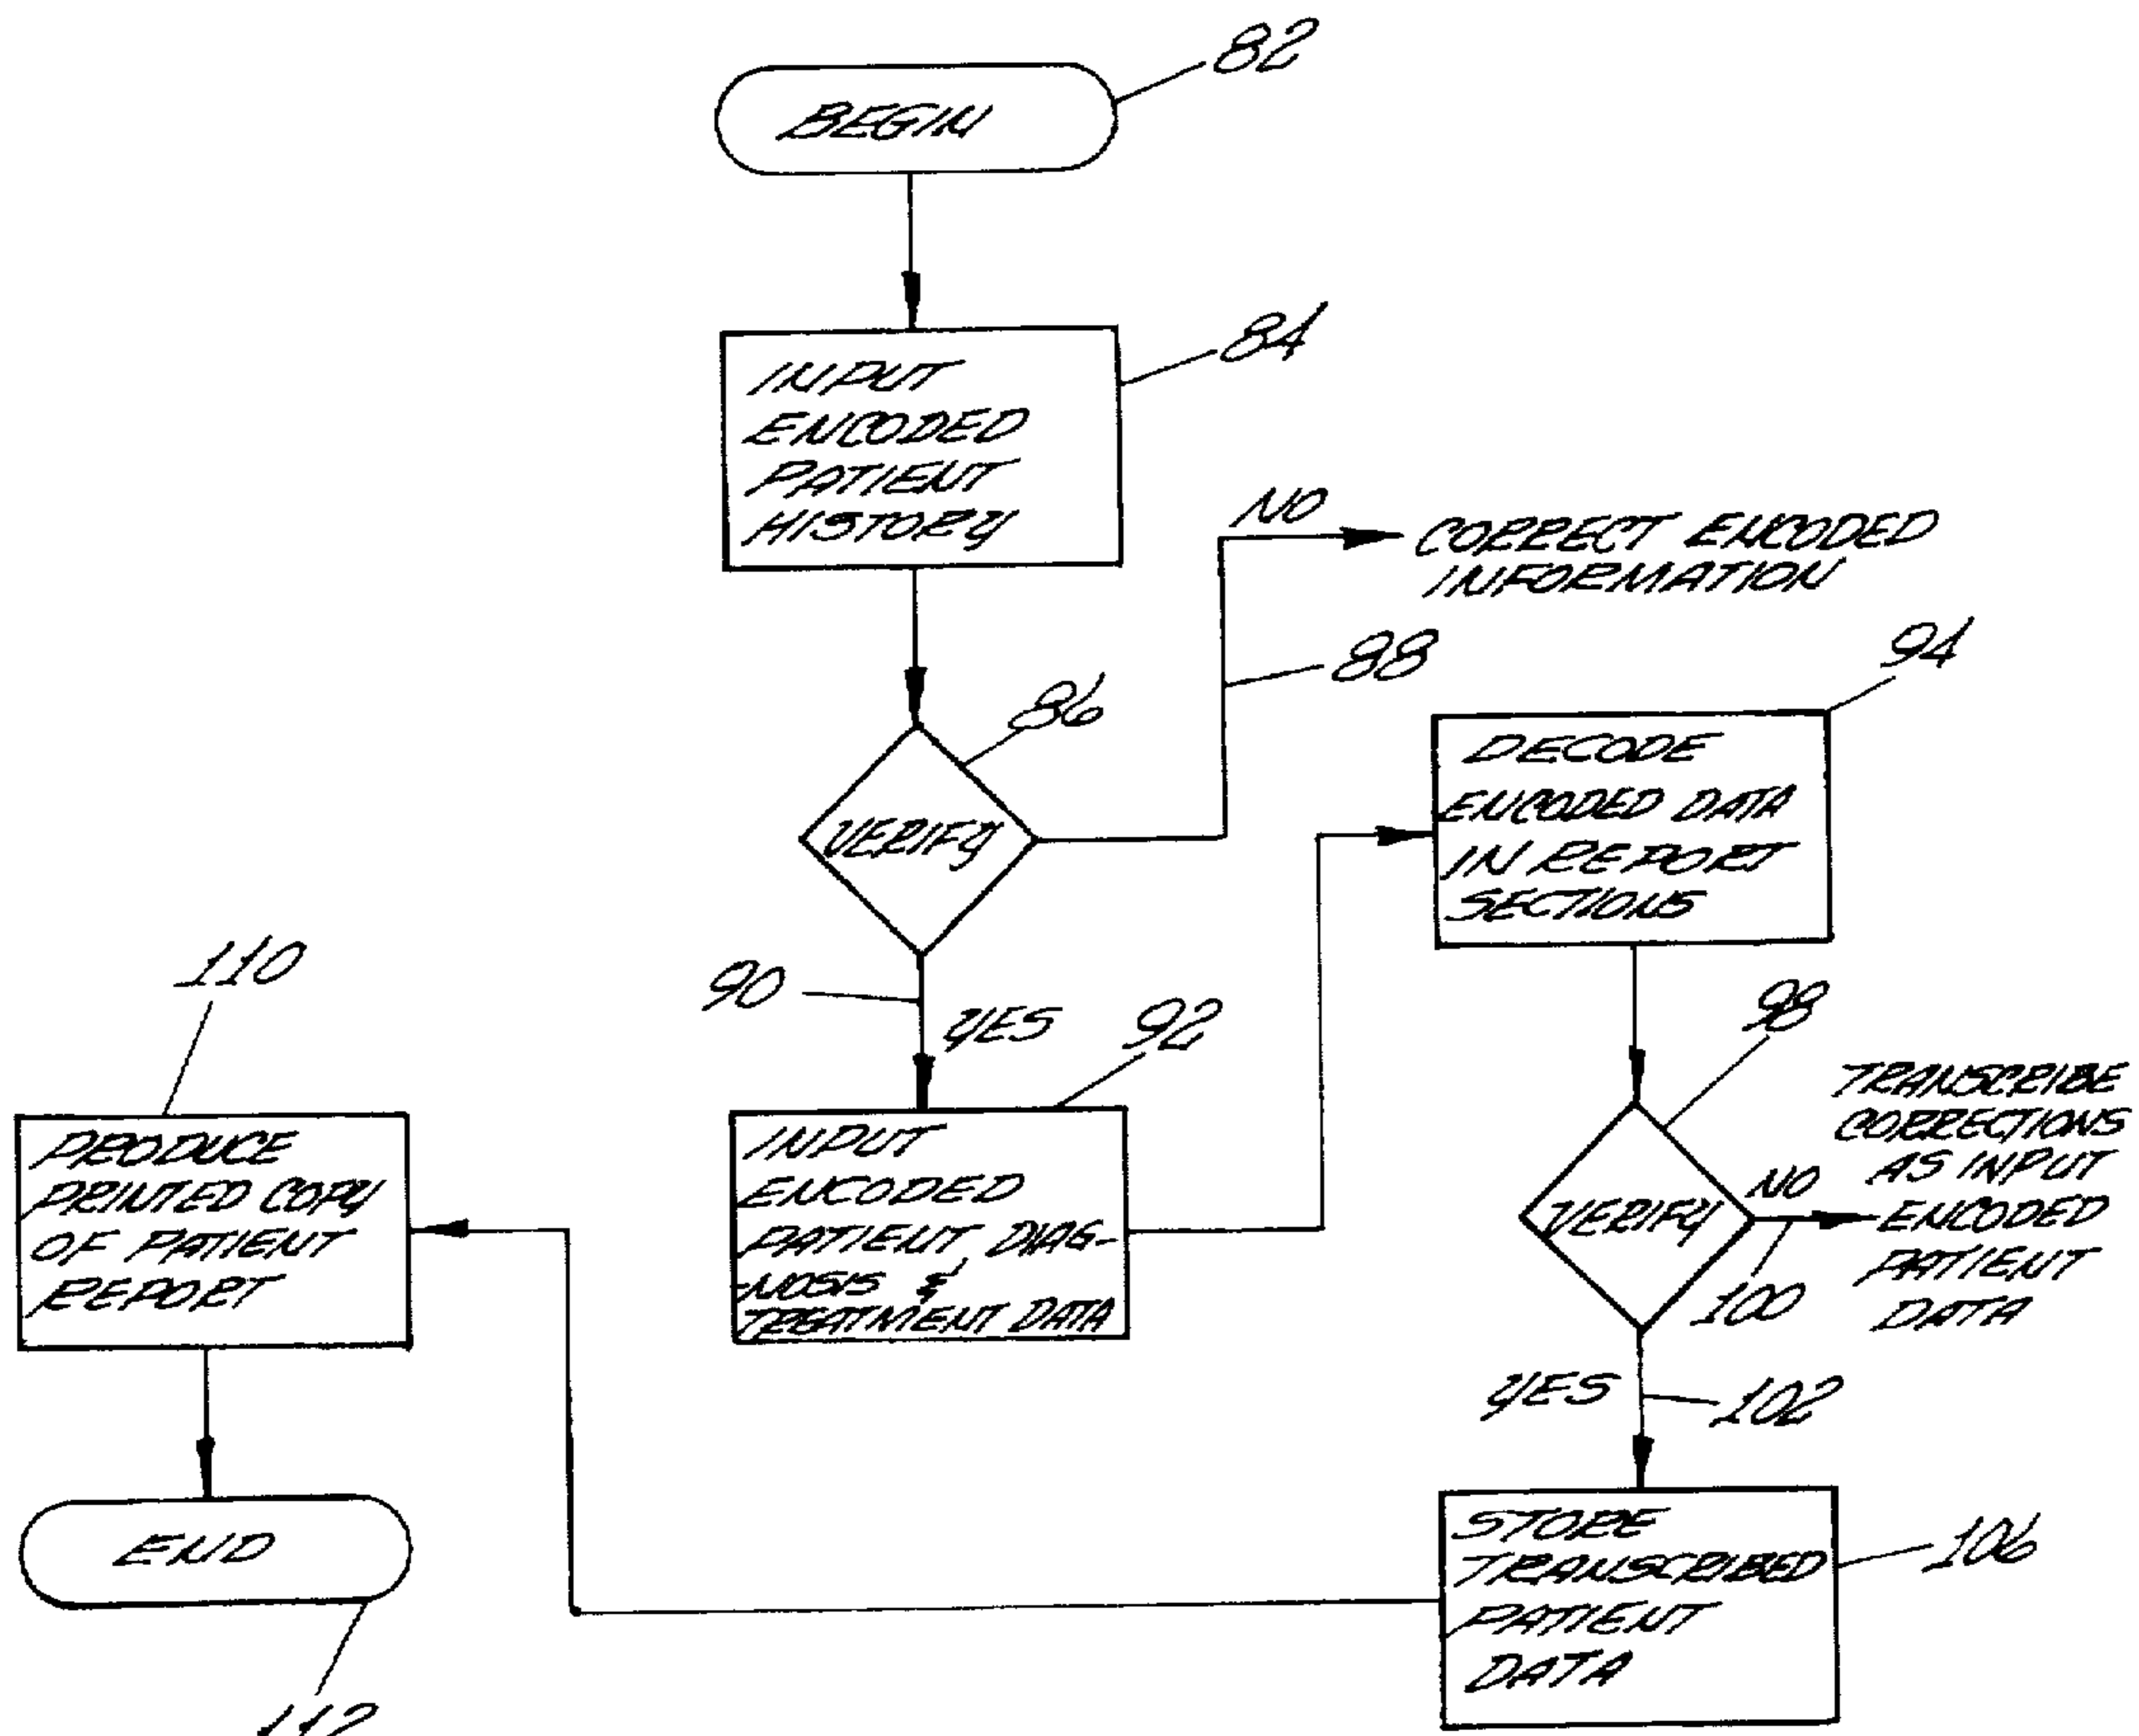 82
BEGIN
84
INPUT
ENCODED
PATIENT
HISTORY
NO
CORRECT ENCODED
INFORMATION
88
86
VERIFY
94
DECODE
ENCODED DATA
IN REPORT
SECTIONS
90
YES
92
INPUT
ENCODED
PATIENT, DIAG-
NOSIS &
TREATMENT DATA
98
VERIFY
NO
100
TRANSCRIBE
CORRECTIONS
AS INPUT
ENCODED
PATIENT
DATA
YES
102
STORE
TRANSCRIBED
PATIENT
DATA
106
110
PRODUCE
PRINTED COPY
OF PATIENT
REPORT
END
112